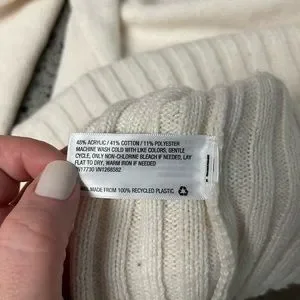 48% ACRYLIC / 41% COTTON / 11% POLYESTER
MACHINE WASH COLD WITH LIKE COLORS, GENTLE
CYCLE, ONLY NON-CHLORINE BLEACH IF NEEDED, LAY
FLAT TO DRY, WARM IRON IF NEEDED
VN1268582
MADE FROM 100% RECYCLED PLASTIC.